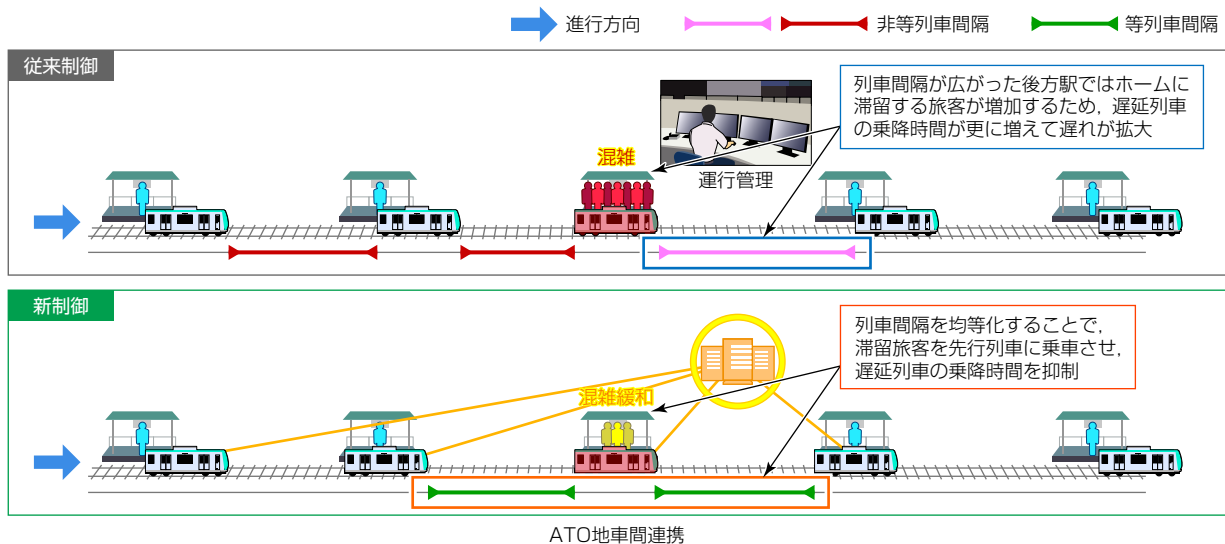 進行方向
非等列車間隔
等列車間隔
従来制御
列車間隔が広がった後方駅ではホームに
滞留する旅客が増加するため，遅延列車
の乗降時間が更に増えて遅れが拡大
混雑
運行管理
新制御
列車間隔を均等化することで，
滞留旅客を先行列車に乗車させ，
遅延列車の乗降時間を抑制
混雑緩和
ATO地車間連携